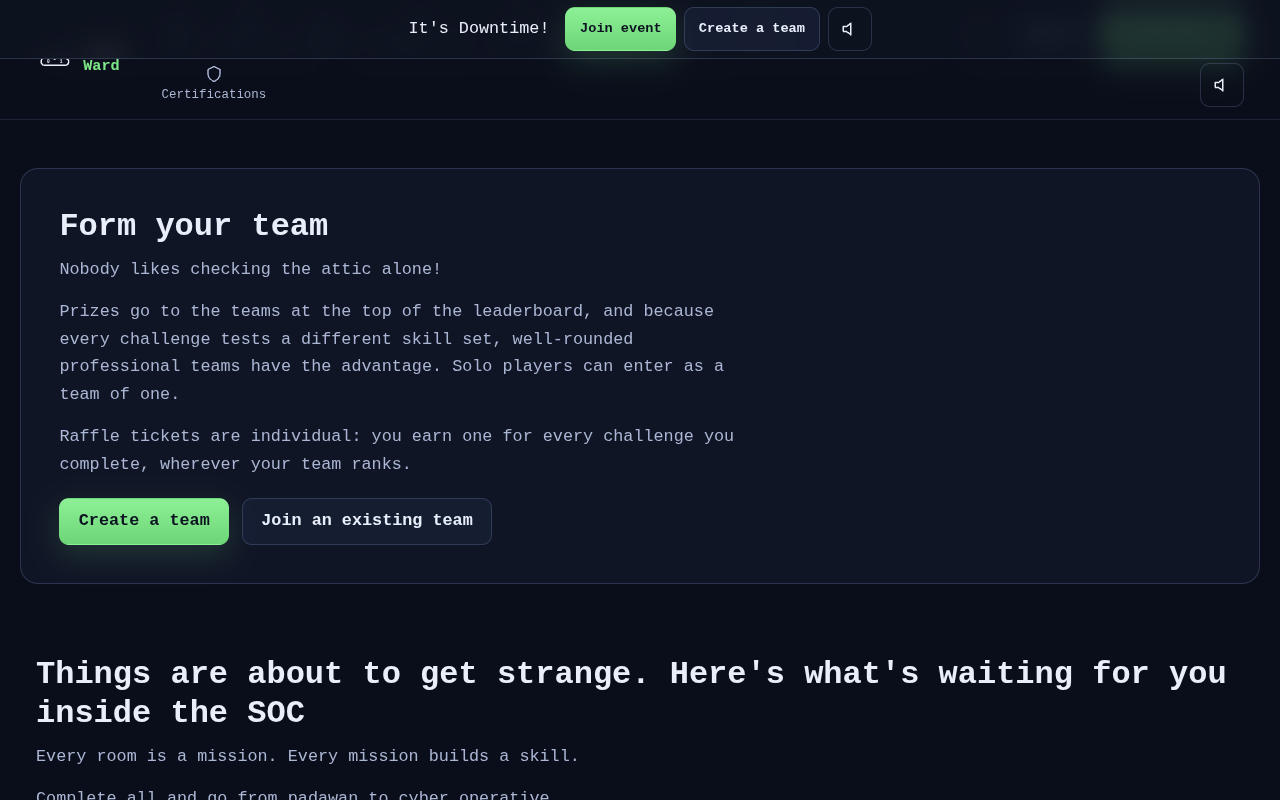 It's Downtime!
Join event
Create a team
Ward
Certifications
Form your team
Nobody likes checking the attic alone!
Prizes go to the teams at the top of the leaderboard, and because
every challenge tests a different skill set, well-rounded
professional teams have the advantage. Solo players can enter as a
team of one.
Raffle tickets are individual: you earn one for every challenge you
complete, wherever your team ranks.
Create a team
Join an existing team
Things are about to get strange. Here's what's waiting for you
inside the SOC
Every room is a mission. Every mission builds a skill.
Complete all and go from padawan to cyber operative